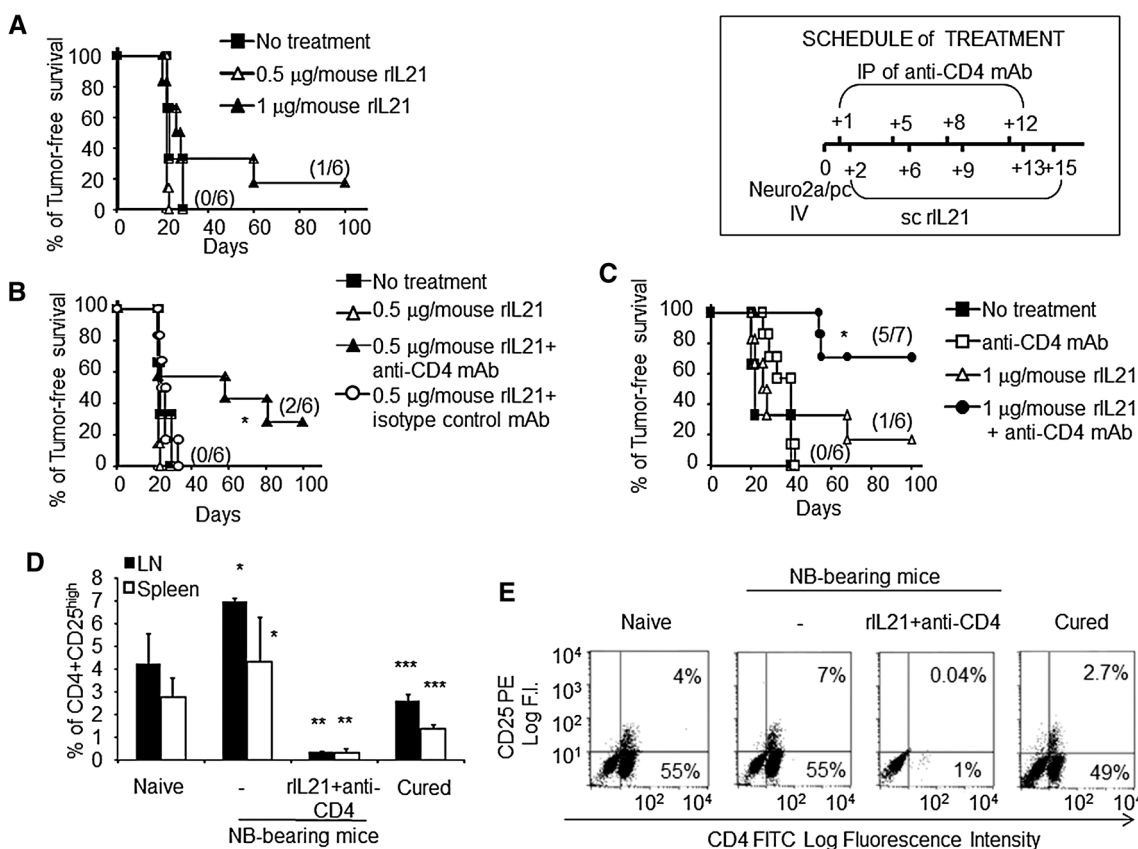 A
% of Tumor-free survival
100
80
60
40
20
0
0 20 40 60 80 100
Days
No treatment
0.5 µg/mouse rIL21
1 µg/mouse rIL21
(1/6)
(0/6)
SCHEDULE of TREATMENT
IP of anti-CD4 mAb
+1 +5 +8 +12
0 +2 +6 +9 +13 +15
Neuro2a/pc
IV
sc rIL21
B
% of Tumor-free survival
100
80
60
40
20
0
0 20 40 60 80 100
Days
No treatment
0.5 µg/mouse rIL21
0.5 µg/mouse rIL21+
anti-CD4 mAb
0.5 µg/mouse rIL21+
isotype control mAb
(2/6)
*
(0/6)
C
% of Tumor-free survival
100
80
60
40
20
0
0 20 40 60 80 100
Days
No treatment
anti-CD4 mAb
1 µg/mouse rIL21
1 µg/mouse rIL21
+ anti-CD4 mAb
* (5/7)
(1/6)
(0/6)
D
LN
Spleen
% of CD4+CD25high
8
7
6
5
4
3
2
1
0
*
*
** **
***
***
Naive - rIL21+anti-
CD4 Cured
NB-bearing mice
E
NB-bearing mice
Naive - rIL21+anti-CD4 Cured
CD25 PE
Log F.I.
10⁴
10³
10²
10¹
4% 7% 0.04% 2.7%
55% 55% 1% 49%
10² 10⁴ 10² 10⁴ 10² 10⁴ 10² 10⁴
CD4 FITC Log Fluorescence Intensity